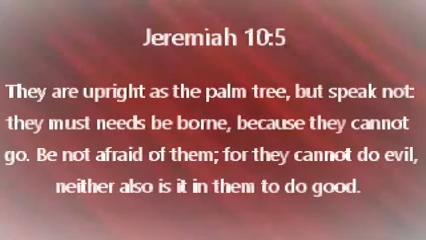 Jeremiah 10:5
They are upright as the palm tree, but speak not:
they must needs be borne, because they cannot
go. Be not afraid of them; for they cannot do evil,
neither also is it in them to do good.